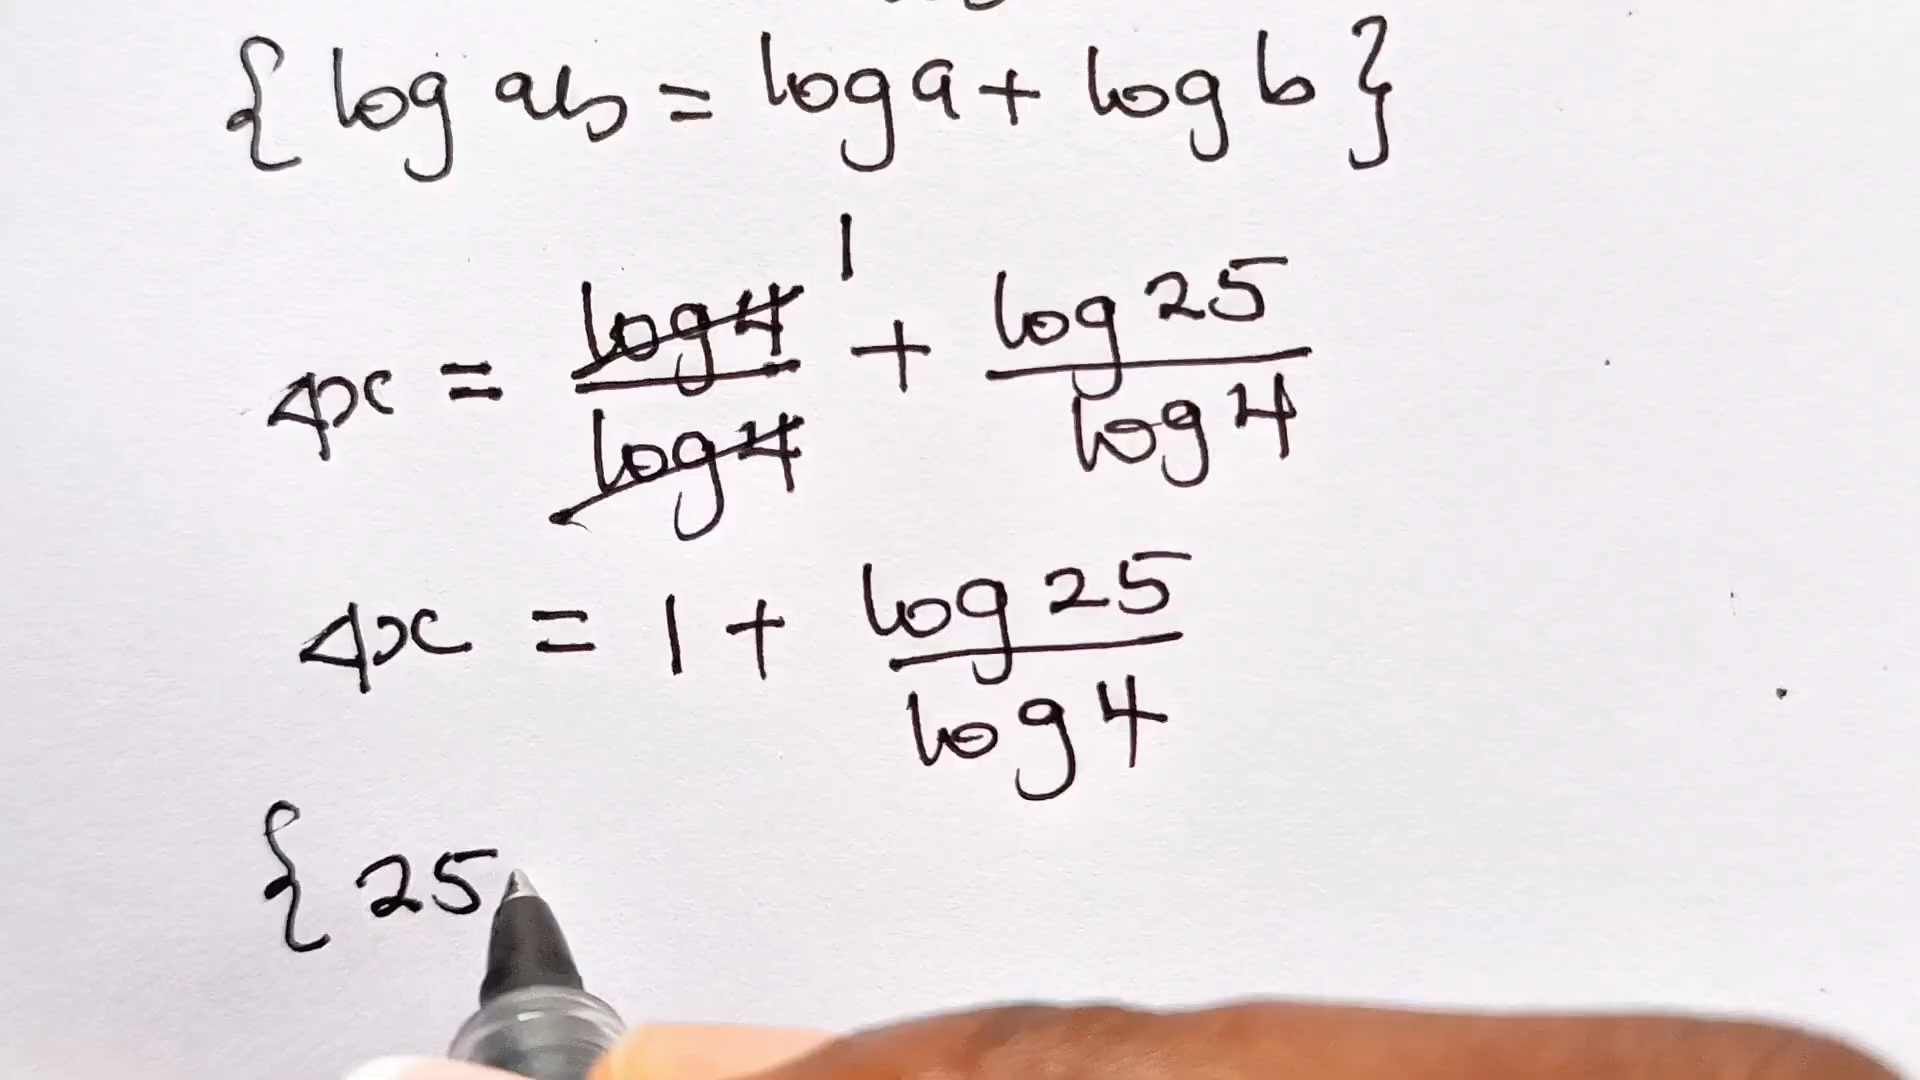 { log ab = log a + log b }
4x = log 4 / log 4 1 + log 25 / log 4
4x = 1 + log 25 / log 4
{ 25